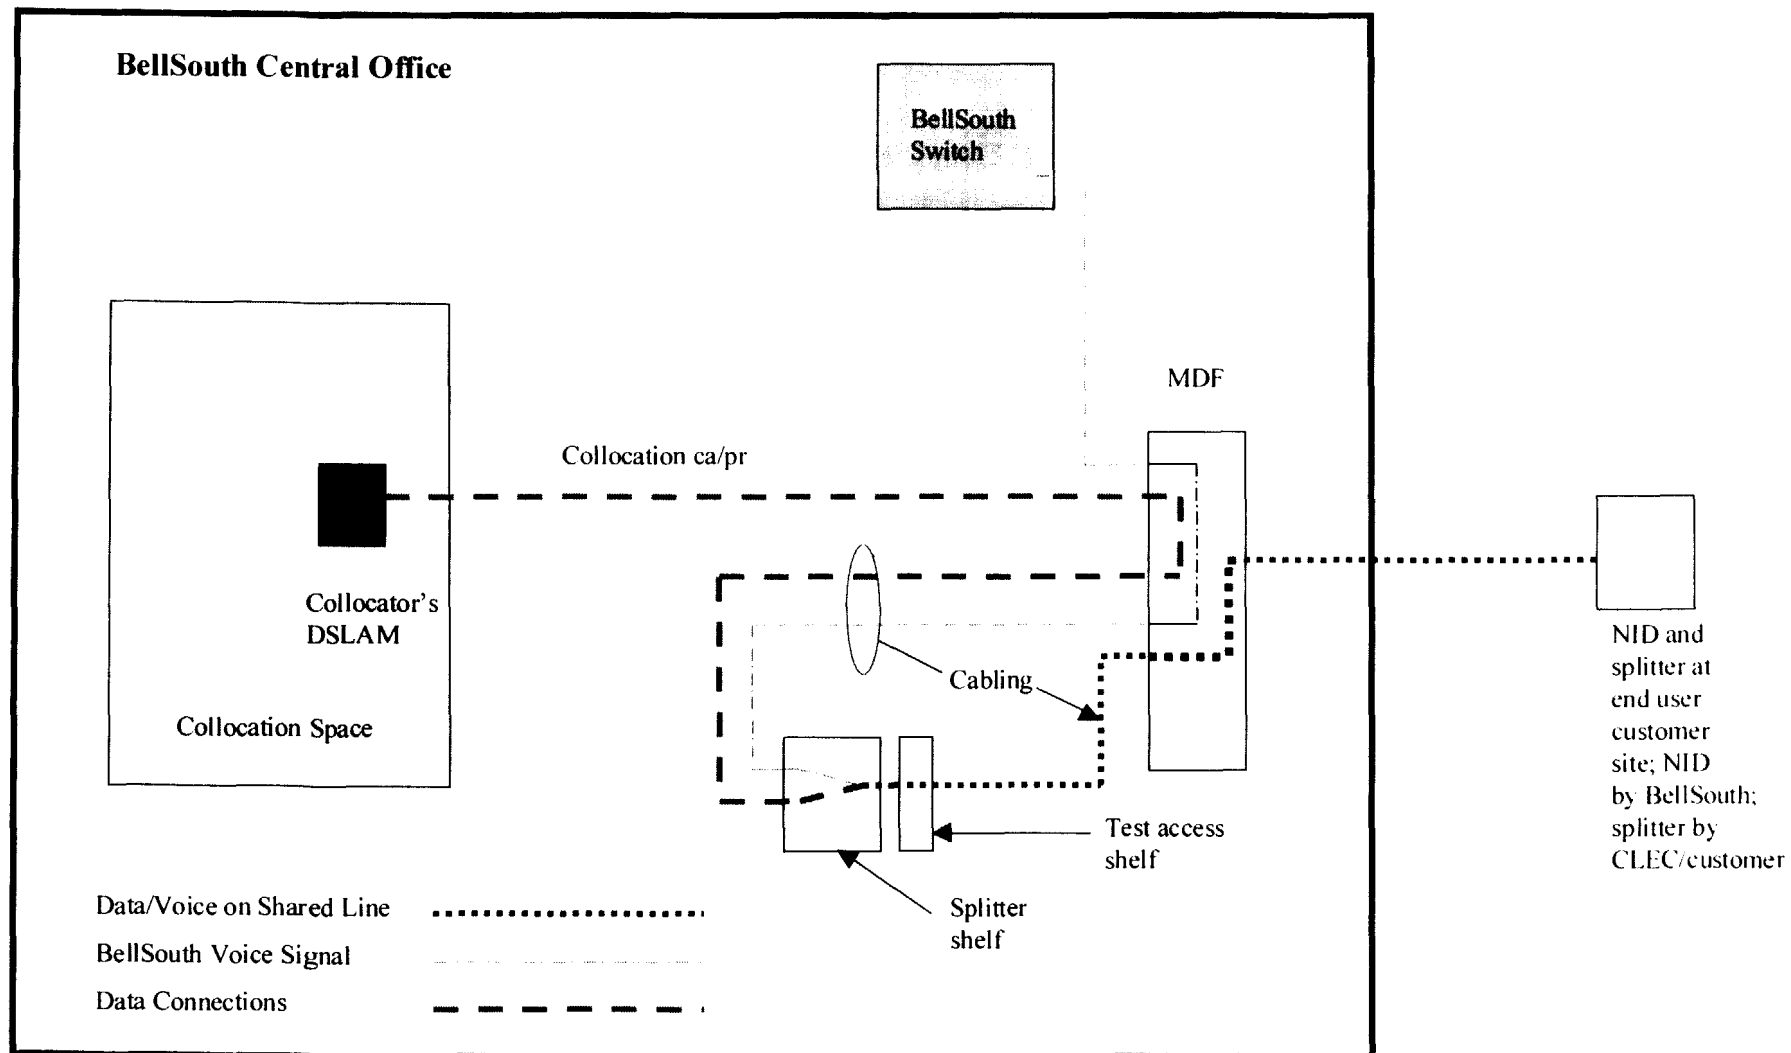 BellSouth Central Office
BellSouth
Switch
MDF
Collocation ca/pr
Collocator's
DSLAM
Collocation Space
Cabling
NID and
splitter at
end user
customer
site; NID
by BellSouth;
splitter by
CLEC/customer
Test access
shelf
Splitter
shelf
Data/Voice on Shared Line
BellSouth Voice Signal
Data Connections